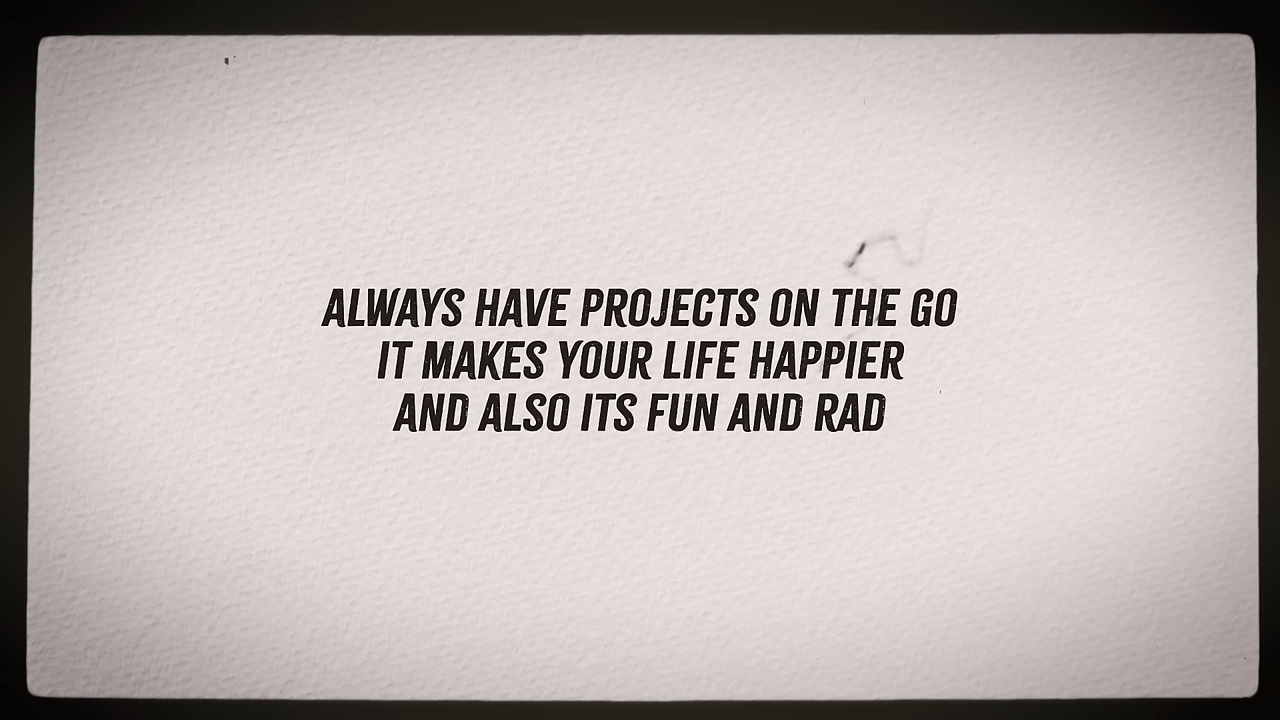 ALWAYS HAVE PROJECTS ON THE GO
IT MAKES YOUR LIFE HAPPIER
AND ALSO ITS FUN AND RAD